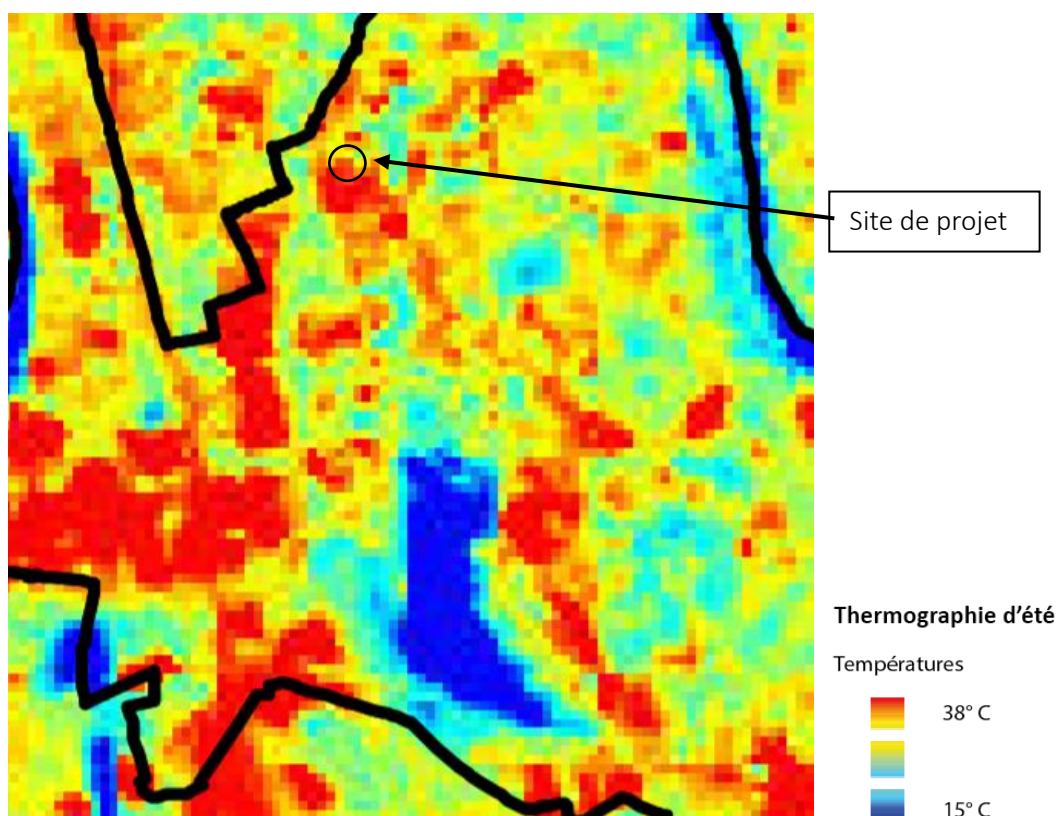 Site de projet
Thermographie d'été
Températures
38° C
15° C